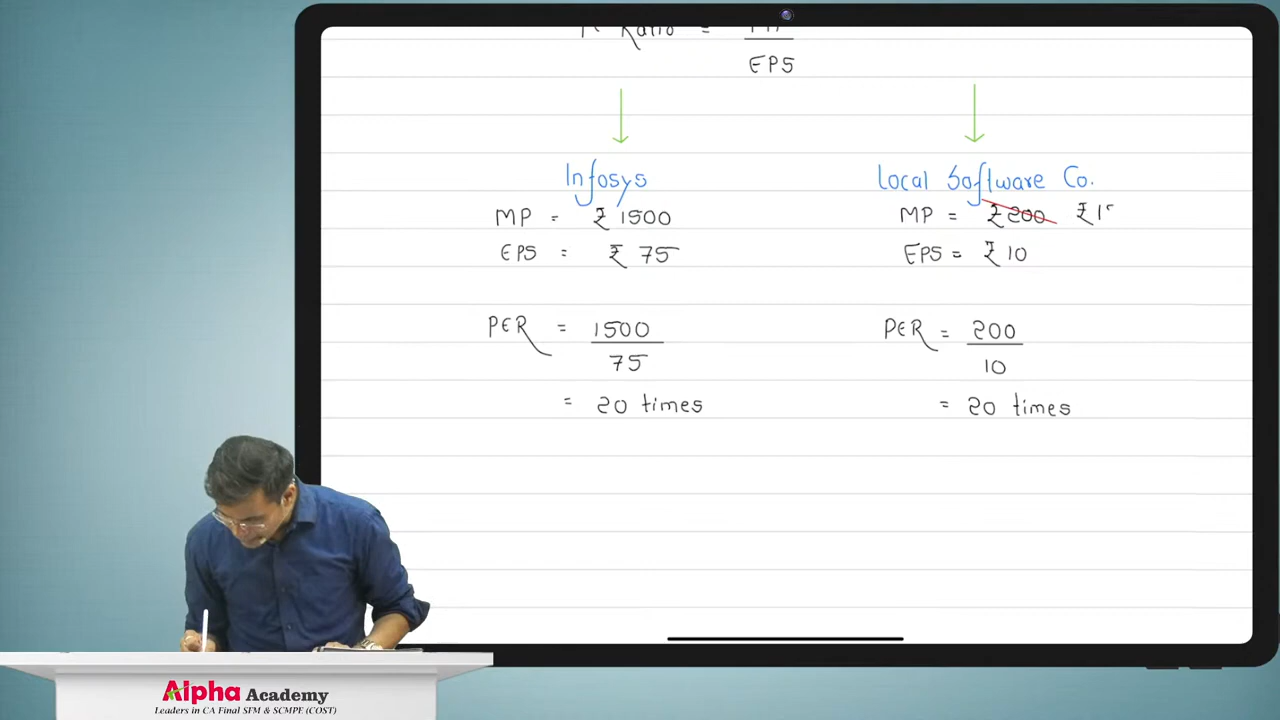 Ratio =
EPS
Infosys
MP = ₹ 1500
EPS = ₹ 75
PER = 1500
75
= 20 times
Local Software Co.
MP = ₹200
EPS = ₹ 10
PER = 200
10
= 20 times
Alpha Academy
Leaders in CA Final SFM & SCMPE (COST)